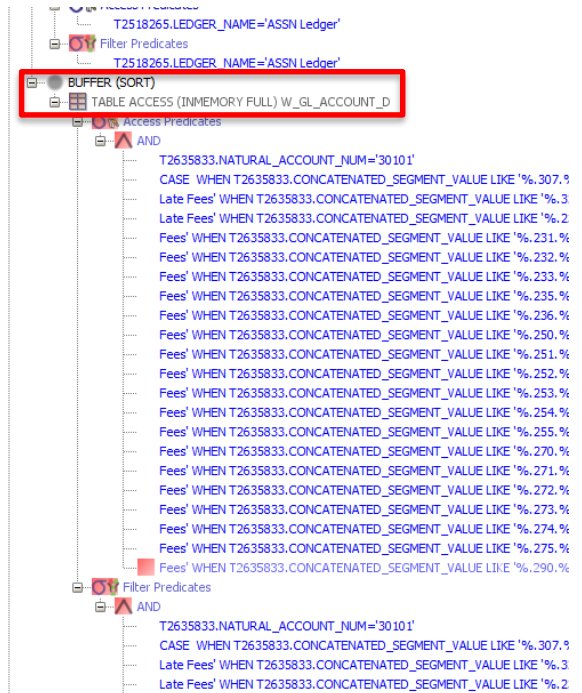 Access Predicates
T2518265.LEDGER_NAME='ASSN Ledger'
Filter Predicates
T2518265.LEDGER_NAME='ASSN Ledger'
BUFFER (SORT)
TABLE ACCESS (INMEMORY FULL) W_GL_ACCOUNT_D
Access Predicates
AND
T2635833.NATURAL_ACCOUNT_NUM='30101'
CASE WHEN T2635833.CONCATENATED_SEGMENT_VALUE LIKE '%.307.%
Late Fees' WHEN T2635833.CONCATENATED_SEGMENT_VALUE LIKE '%.3
Late Fees' WHEN T2635833.CONCATENATED_SEGMENT_VALUE LIKE '%.2
Fees' WHEN T2635833.CONCATENATED_SEGMENT_VALUE LIKE '%.231.%
Fees' WHEN T2635833.CONCATENATED_SEGMENT_VALUE LIKE '%.232.%
Fees' WHEN T2635833.CONCATENATED_SEGMENT_VALUE LIKE '%.233.%
Fees' WHEN T2635833.CONCATENATED_SEGMENT_VALUE LIKE '%.235.%
Fees' WHEN T2635833.CONCATENATED_SEGMENT_VALUE LIKE '%.236.%
Fees' WHEN T2635833.CONCATENATED_SEGMENT_VALUE LIKE '%.250.%
Fees' WHEN T2635833.CONCATENATED_SEGMENT_VALUE LIKE '%.251.%
Fees' WHEN T2635833.CONCATENATED_SEGMENT_VALUE LIKE '%.252.%
Fees' WHEN T2635833.CONCATENATED_SEGMENT_VALUE LIKE '%.253.%
Fees' WHEN T2635833.CONCATENATED_SEGMENT_VALUE LIKE '%.254.%
Fees' WHEN T2635833.CONCATENATED_SEGMENT_VALUE LIKE '%.255.%
Fees' WHEN T2635833.CONCATENATED_SEGMENT_VALUE LIKE '%.270.%
Fees' WHEN T2635833.CONCATENATED_SEGMENT_VALUE LIKE '%.271.%
Fees' WHEN T2635833.CONCATENATED_SEGMENT_VALUE LIKE '%.272.%
Fees' WHEN T2635833.CONCATENATED_SEGMENT_VALUE LIKE '%.273.%
Fees' WHEN T2635833.CONCATENATED_SEGMENT_VALUE LIKE '%.274.%
Fees' WHEN T2635833.CONCATENATED_SEGMENT_VALUE LIKE '%.275.%
Fees' WHEN T2635833.CONCATENATED_SEGMENT_VALUE LIKE '%.290.%
Filter Predicates
AND
T2635833.NATURAL_ACCOUNT_NUM='30101'
CASE WHEN T2635833.CONCATENATED_SEGMENT_VALUE LIKE '%.307.%
Late Fees' WHEN T2635833.CONCATENATED_SEGMENT_VALUE LIKE '%.3
Late Fees' WHEN T2635833.CONCATENATED_SEGMENT_VALUE LIKE '%.2